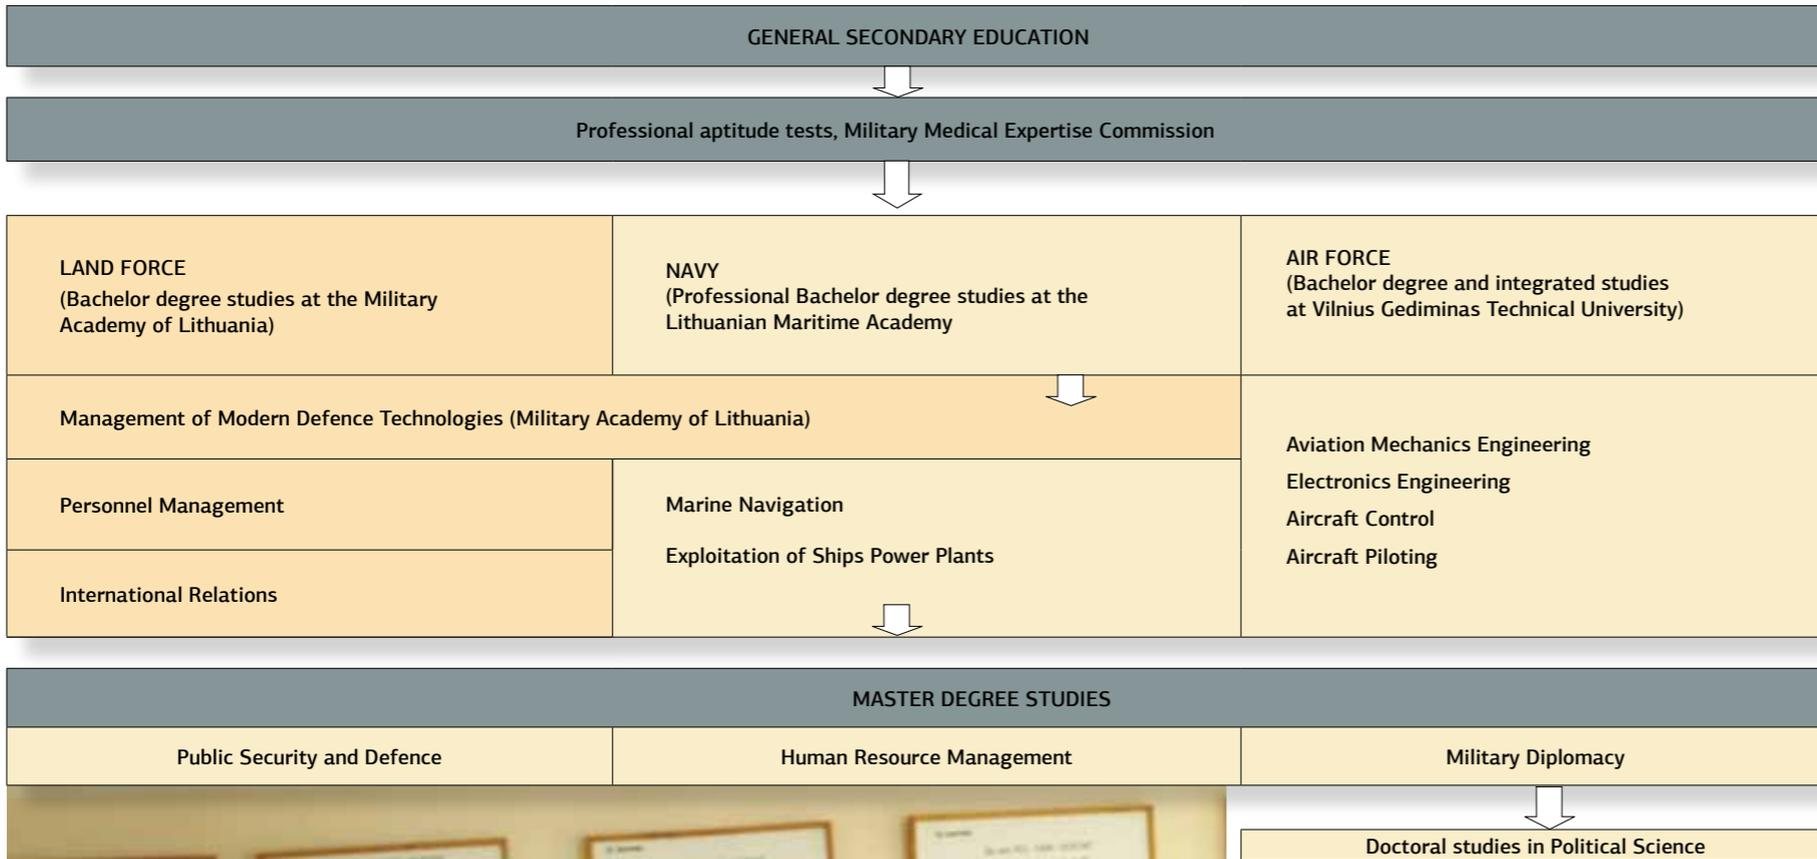 GENERAL SECONDARY EDUCATION
Professional aptitude tests, Military Medical Expertise Commission
LAND FORCE
(Bachelor degree studies at the Military
Academy of Lithuania)
NAVY
(Professional Bachelor degree studies at the
Lithuanian Maritime Academy
AIR FORCE
(Bachelor degree and integrated studies
at Vilnius Gediminas Technical University)
Management of Modern Defence Technologies (Military Academy of Lithuania)
Personnel Management
International Relations
Marine Navigation
Exploitation of Ships Power Plants
Aviation Mechanics Engineering
Electronics Engineering
Aircraft Control
Aircraft Piloting
MASTER DEGREE STUDIES
Public Security and Defence
Human Resource Management
Military Diplomacy
Doctoral studies in Political Science